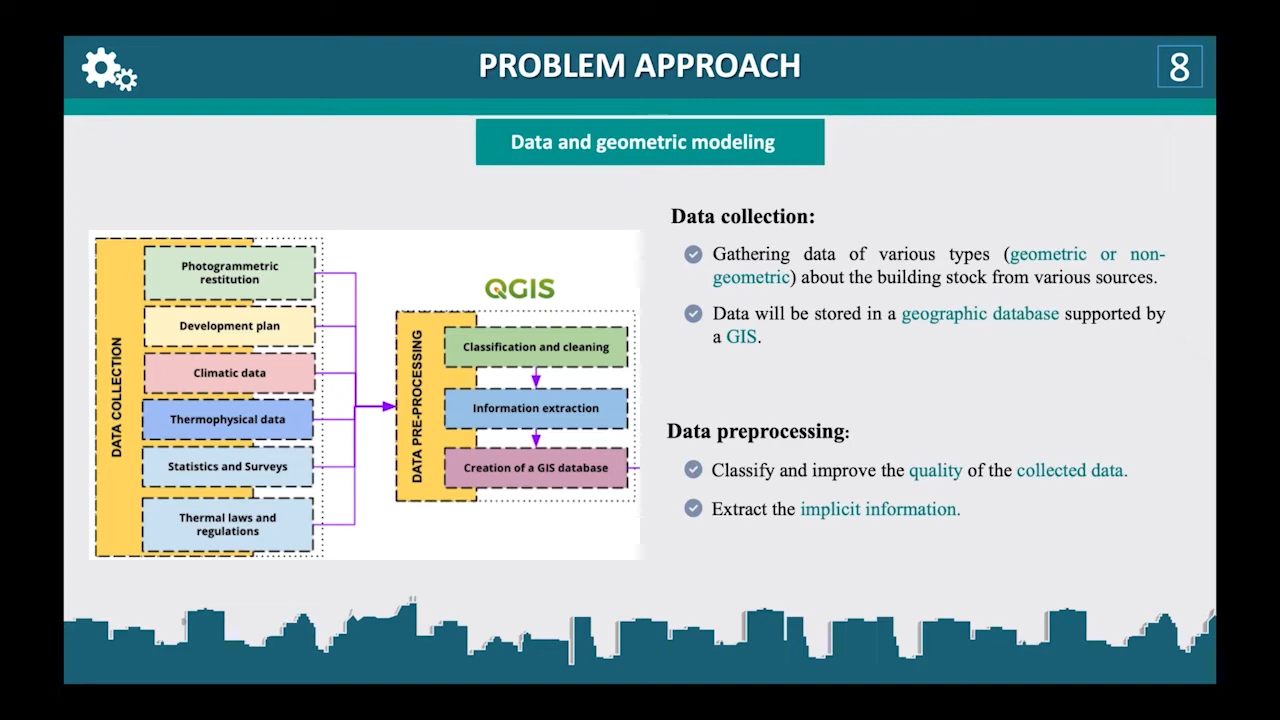 PROBLEM APPROACH
8
Data and geometric modeling
DATA COLLECTION
Photogrammetric
restitution
Development plan
Climatic data
Thermophysical data
Statistics and Surveys
Thermal laws and
regulations
QGIS
DATA PRE-PROCESSING
Classification and cleaning
Information extraction
Creation of a GIS database
Data collection:
Gathering data of various types (geometric or non-
geometric) about the building stock from various sources.
Data will be stored in a geographic database supported by
a GIS.
Data preprocessing:
Classify and improve the quality of the collected data.
Extract the implicit information.